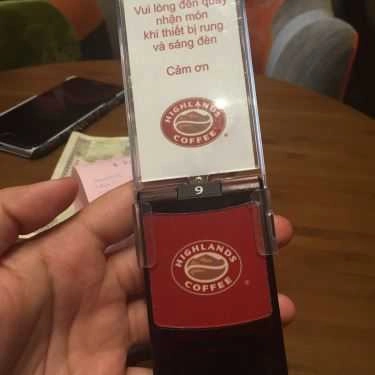 Vui lòng đến quầy
nhận món
khi thiết bị rung
và sáng đèn
Cảm ơn
HIGHLANDS
COFFEE
®
9
HIGHLANDS
COFFEE
®